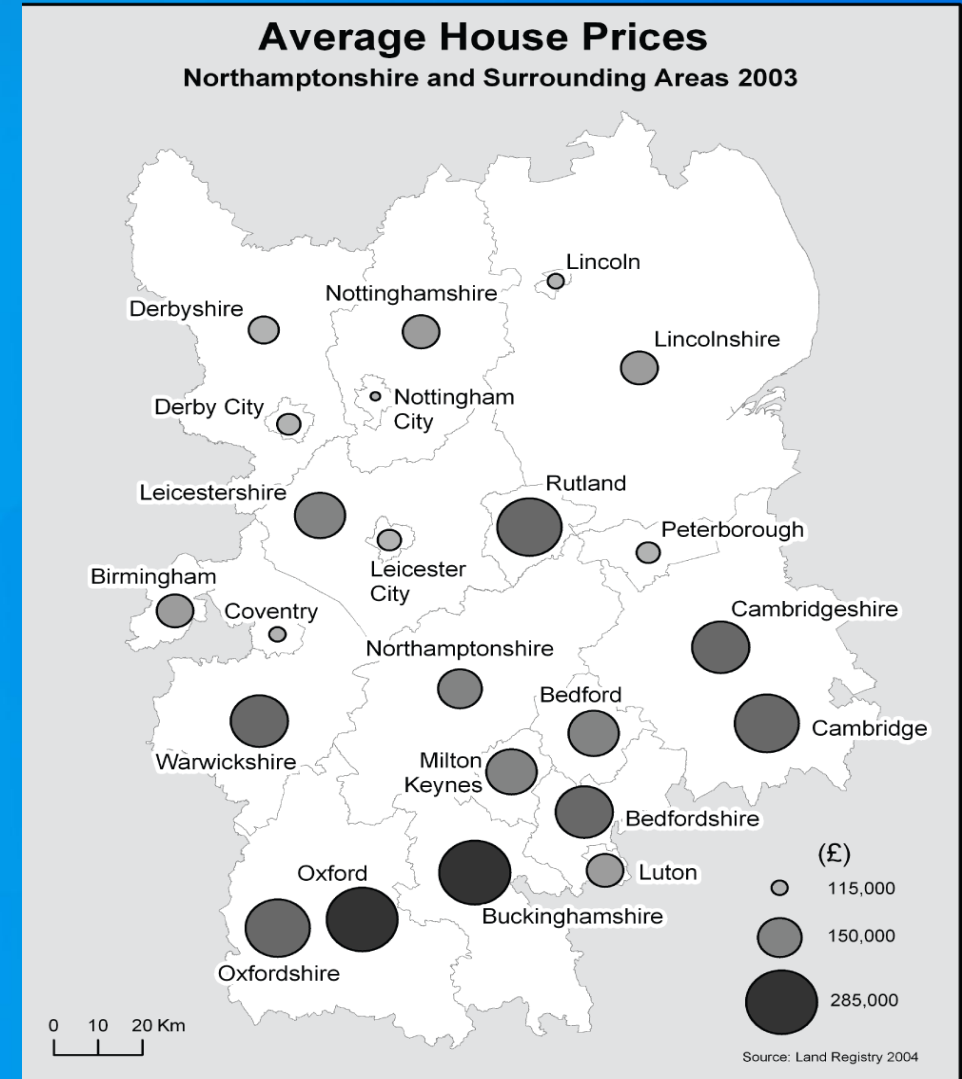 Average House Prices
Northamptonshire and Surrounding Areas 2003
Lincoln
Nottinghamshire
Derbyshire
Lincolnshire
Derby City
Nottingham
City
Leicestershire
Rutland
Peterborough
Leicester
City
Birmingham
Coventry
Cambridgeshire
Northamptonshire
Bedford
Cambridge
Warwickshire
Milton
Keynes
Bedfordshire
Luton
Oxford
Buckinghamshire
Oxfordshire
(£)
115,000
150,000
285,000
0 10 20 Km
Source: Land Registry 2004